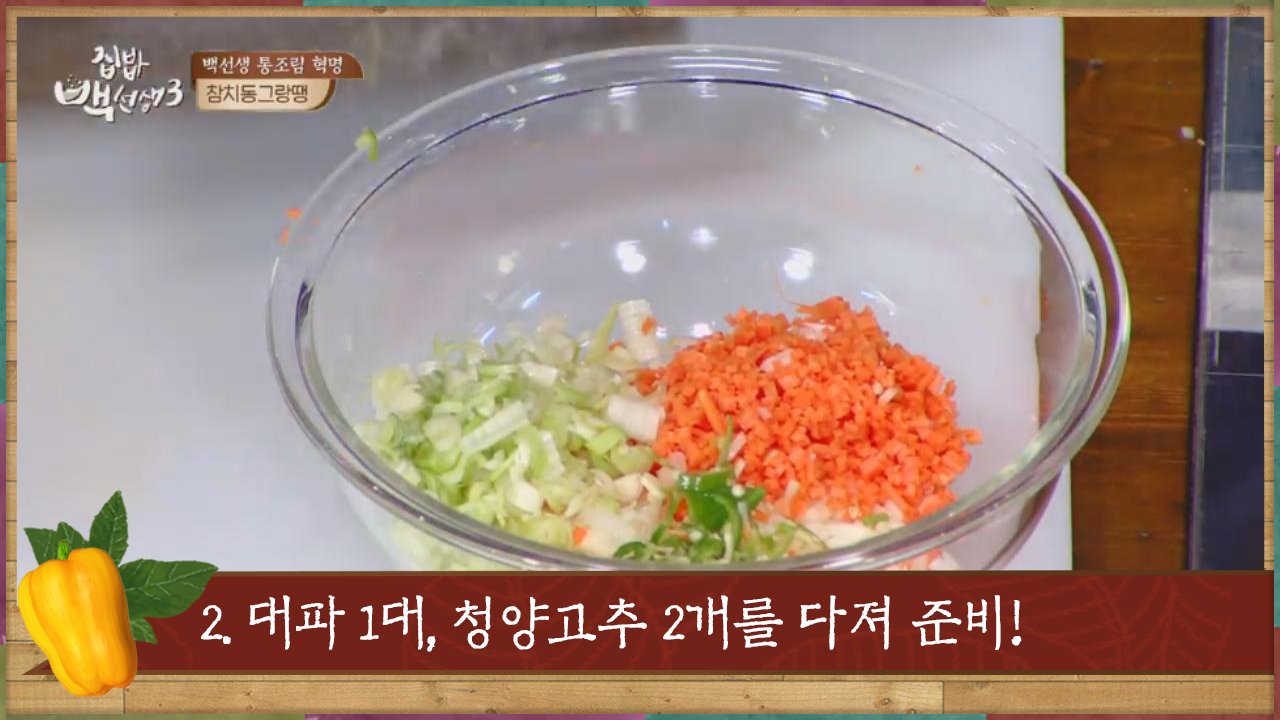 집밥
백선생3
백선생 통조림 혁명
참치동그랑땡
2. 대파 1대, 청양고추 2개를 다져 준비!